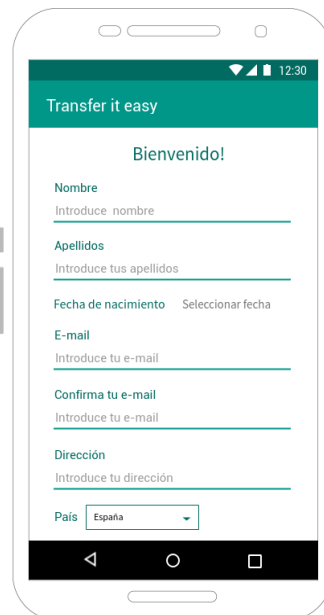 12:30
Transfer it easy
Bienvenido!
Nombre
Introduce nombre
Apellidos
Introduce tus apellidos
Fecha de nacimiento Seleccionar fecha
E-mail
Introduce tu e-mail
Confirma tu e-mail
Introduce tu e-mail
Dirección
Introduce tu dirección
País España